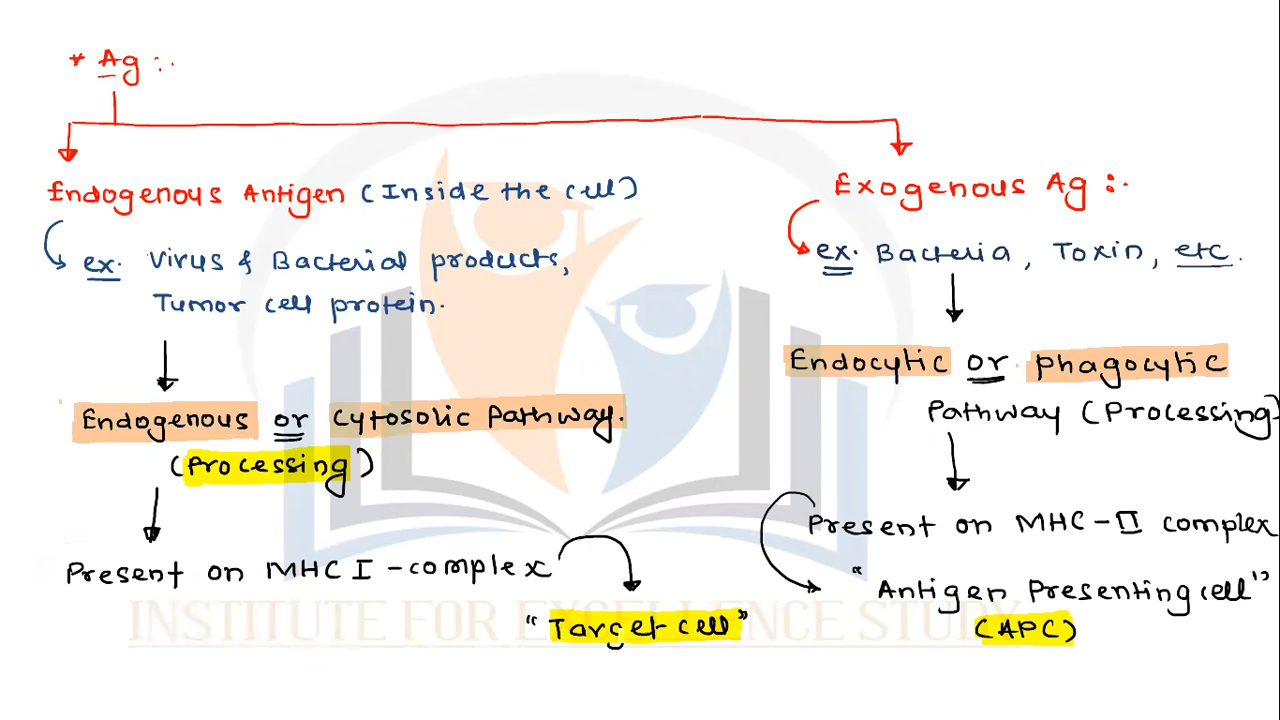 * Ag :-
Endogenous Antigen (Inside the cell)
ex. Virus & Bacterial products,
Tumor cell protein.
Endogenous or Cytosolic Pathway.
(Processing)
Present on MHC I - complex
"Target cell"
Exogenous Ag :-
ex. Bacteria, Toxin, etc.
Endocytic or phagocytic
Pathway (Processing)
Present on MHC-II complex
"Antigen Presenting cell"
(APC)
INSTITUTE FOR EXCELLENCE STUDY